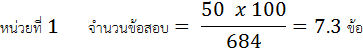 หน่วยที่ 1 จำนวนข้อสอบ = 50 x 100 / 684 = 7.3 ข้อ